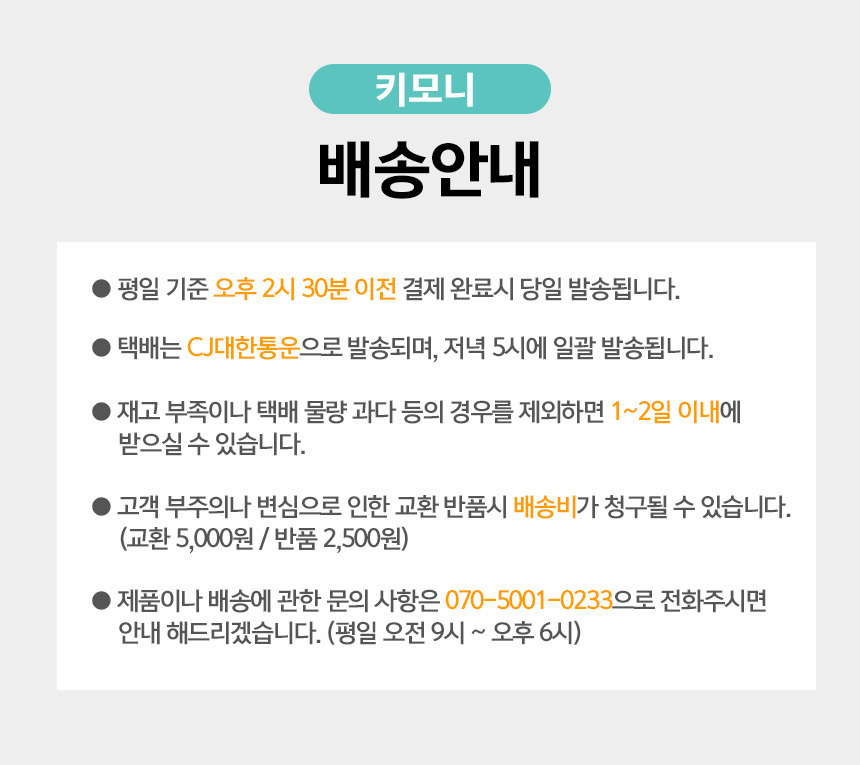 키모니
배송안내
● 평일 기준 오후 2시 30분 이전 결제 완료시 당일 발송됩니다.
● 택배는 CJ대한통운으로 발송되며, 저녁 5시에 일괄 발송됩니다.
● 재고 부족이나 택배 물량 과다 등의 경우를 제외하면 1~2일 이내에
받으실 수 있습니다.
● 고객 부주의나 변심으로 인한 교환 반품시 배송비가 청구될 수 있습니다.
(교환 5,000원 / 반품 2,500원)
● 제품이나 배송에 관한 문의 사항은 070-5001-0233으로 전화주시면
안내 해드리겠습니다. (평일 오전 9시 ~ 오후 6시)